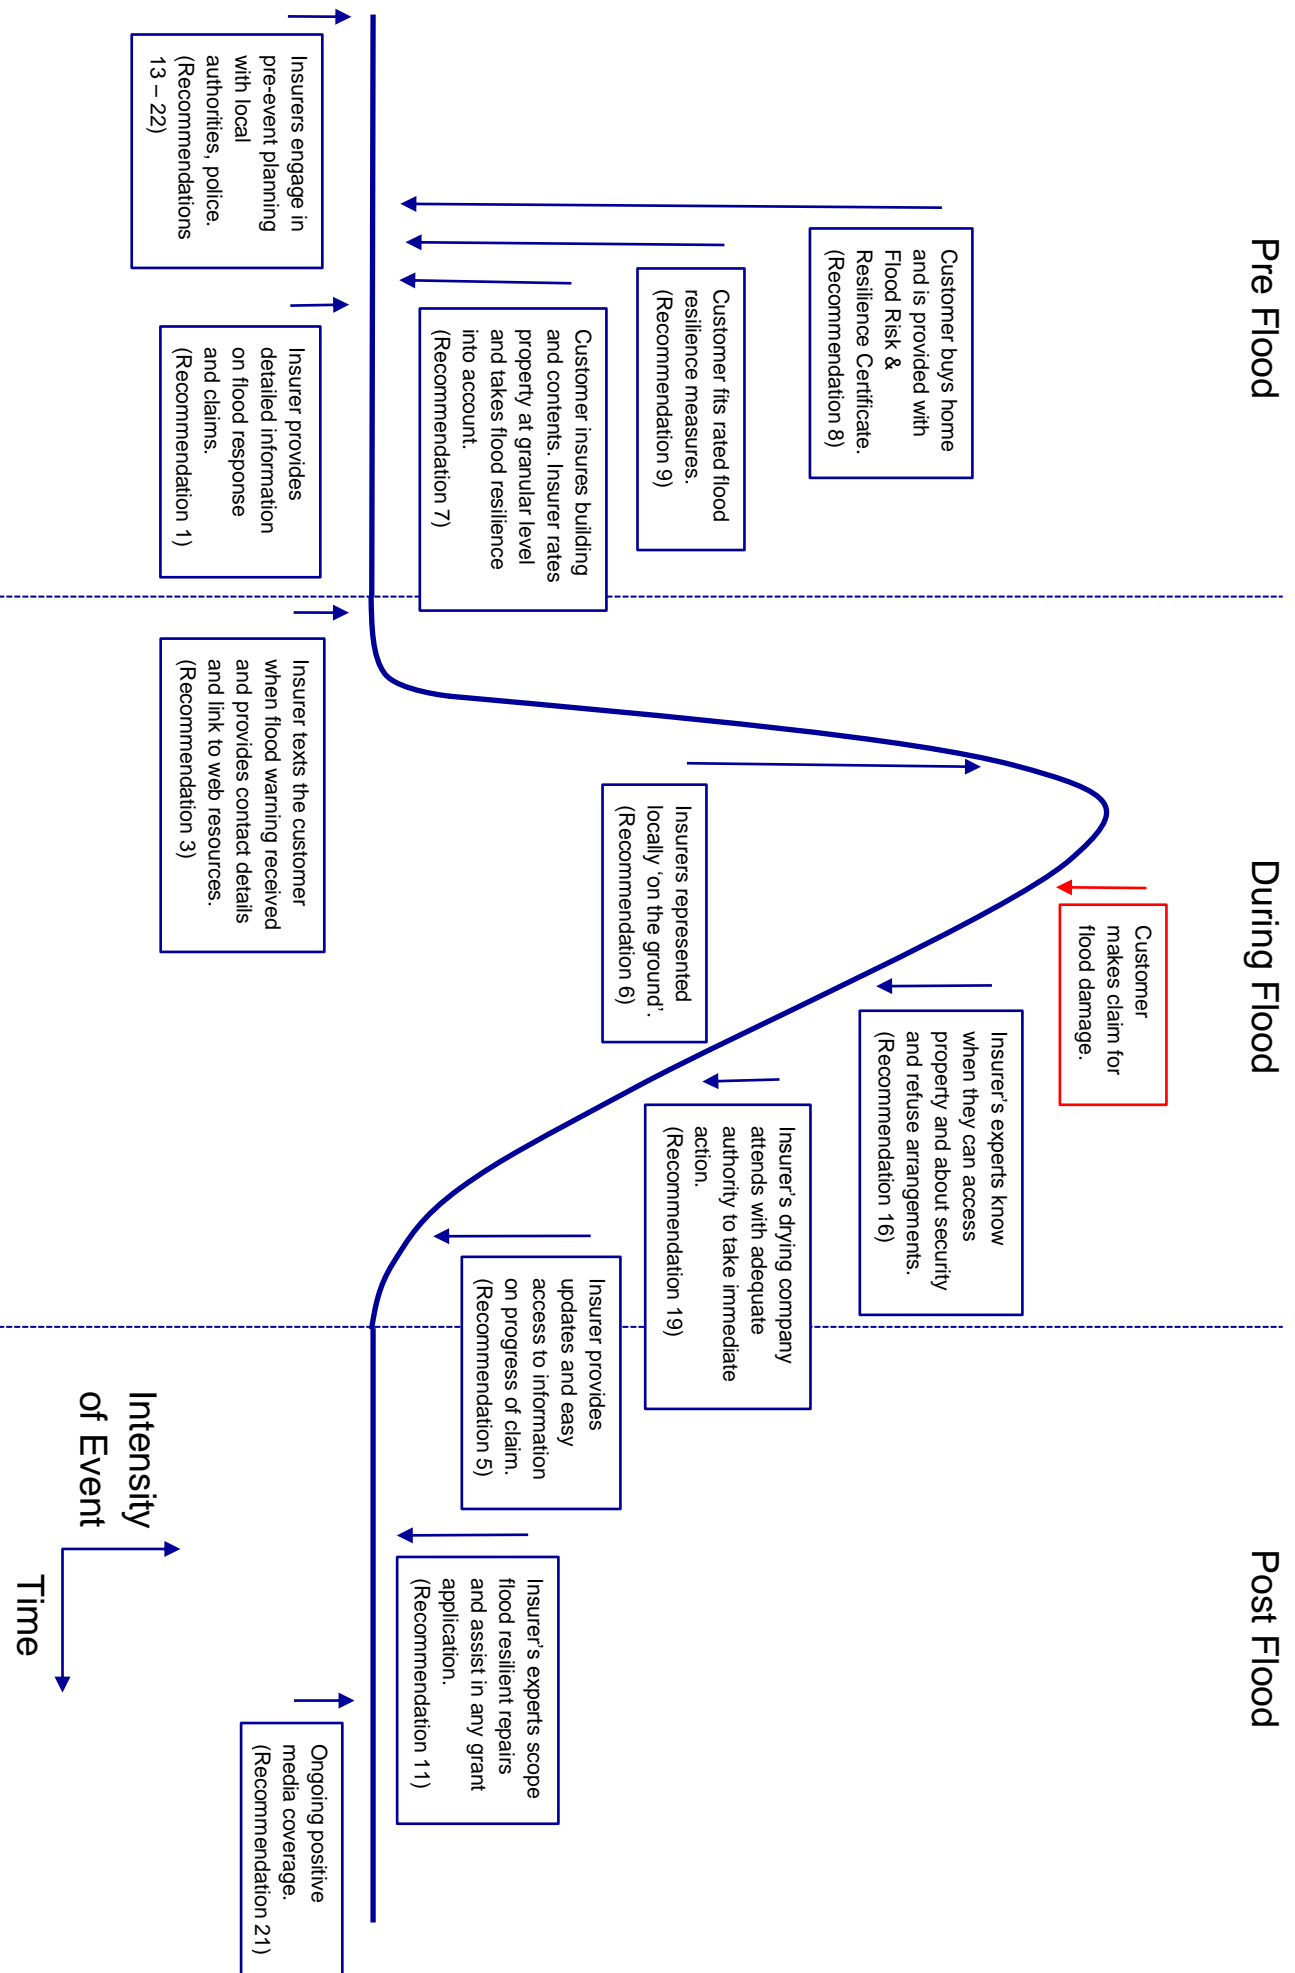 Pre Flood
During Flood
Post Flood
Customer buys home
and is provided with
Flood Risk &
Resilience Certificate.
(Recommendation 8)
Customer fits rated flood
resilience measures.
(Recommendation 9)
Customer insures building
and contents. Insurer rates
property at granular level
and takes flood resilience
into account.
(Recommendation 7)
Insurers engage in
pre-event planning
with local
authorities, police.
(Recommendations
13 – 22)
Insurer provides
detailed information
on flood response
and claims.
(Recommendation 1)
Insurer texts the customer
when flood warning received
and provides contact details
and link to web resources.
(Recommendation 3)
Insurers represented
locally ‘on the ground’.
(Recommendation 6)
Customer
makes claim for
flood damage.
Insurer’s experts know
when they can access
property and about security
and refuse arrangements.
(Recommendation 16)
Insurer’s drying company
attends with adequate
authority to take immediate
action.
(Recommendation 19)
Insurer provides
updates and easy
access to information
on progress of claim.
(Recommendation 5)
Insurer’s experts scope
flood resilient repairs
and assist in any grant
application.
(Recommendation 11)
Ongoing positive
media coverage.
(Recommendation 21)
Intensity
of Event
Time